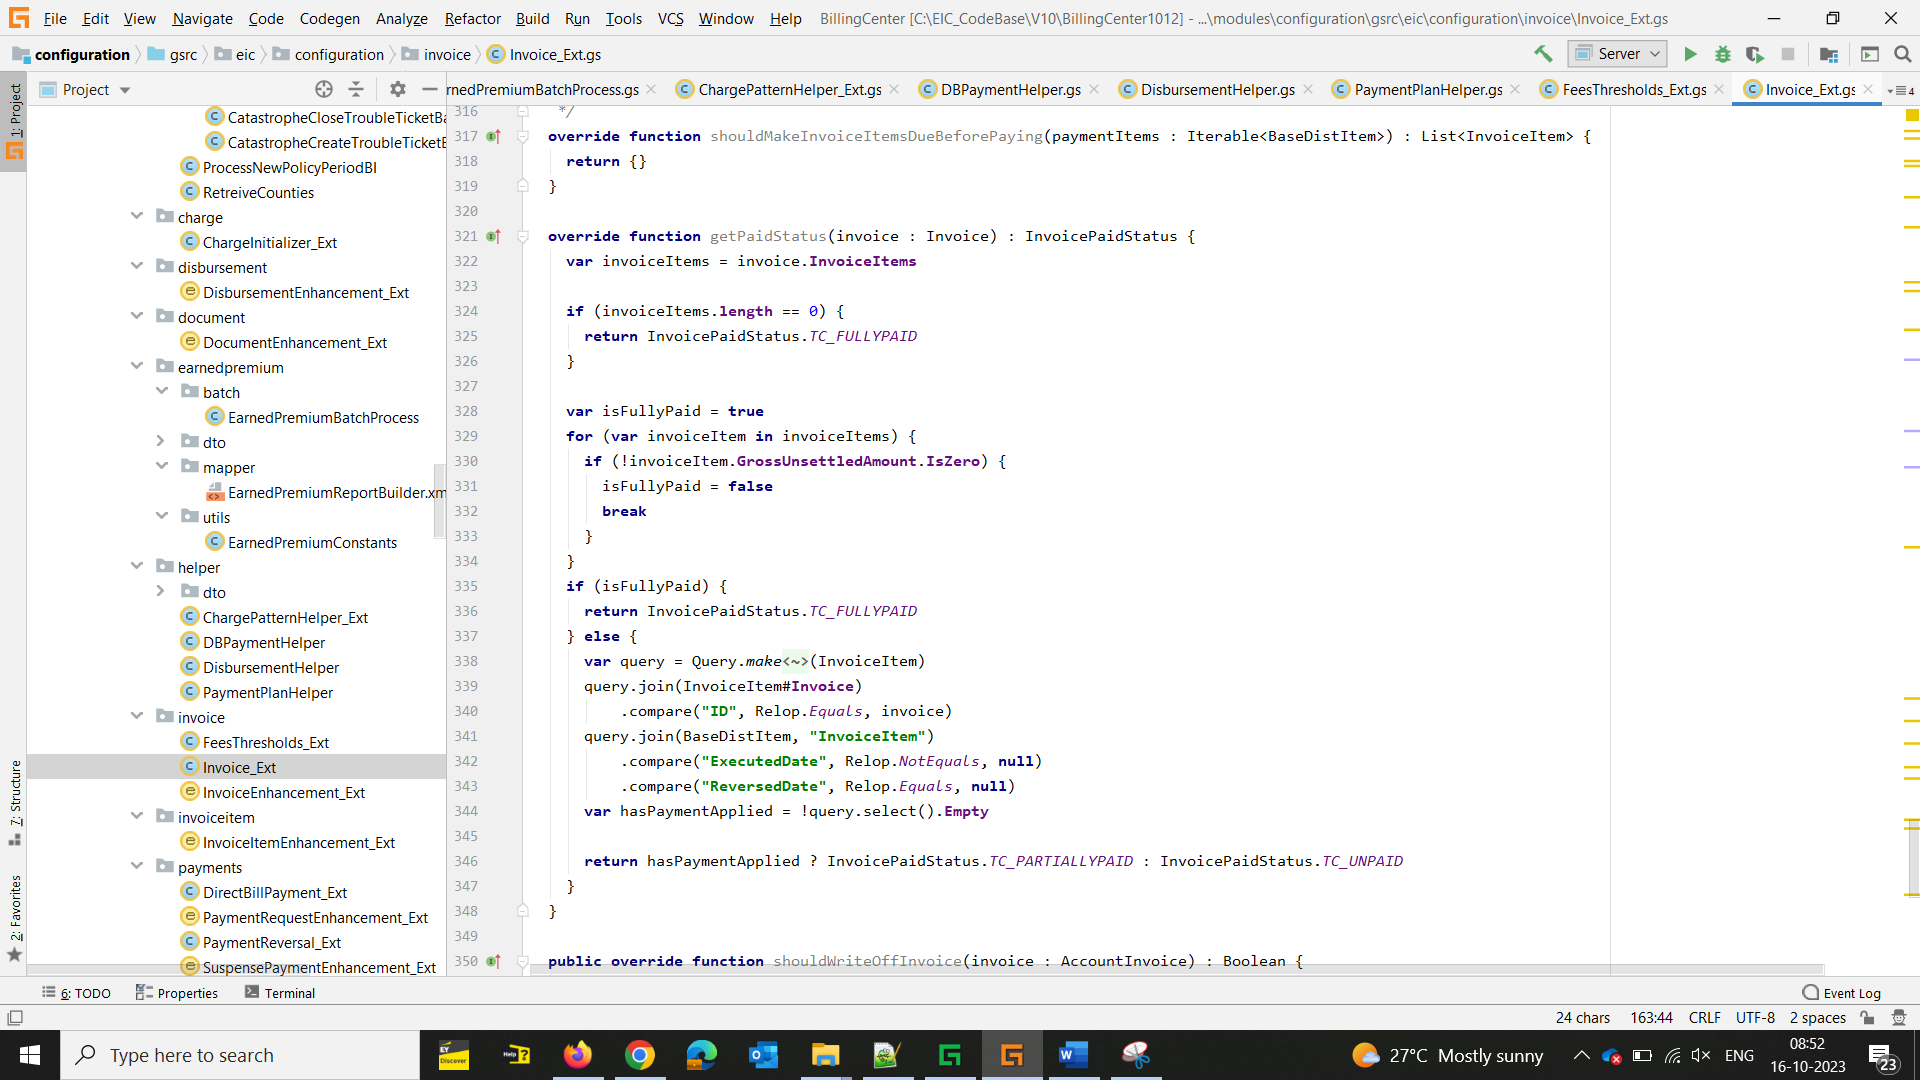 File Edit View Navigate Code Codegen Analyze Refactor Build Run Tools VCS Window Help BillingCenter [C:\EIC_CodeBase\V10\BillingCenter1012] - ...\modules\configuration\gsrc\eic\configuration\invoice\Invoice_Ext.gs
configuration gsrc eic configuration invoice Invoice_Ext.gs Server
Project rnedPremiumBatchProcess.gs ChargePatternHelper_Ext.gs DBPaymentHelper.gs DisbursementHelper.gs PaymentPlanHelper.gs FeesThresholds_Ext.gs Invoice_Ext.gs 4
1: Project
7: Structure
2: Favorites
CatastropheCloseTroubleTicketBa
CatastropheCreateTroubleTicketB
ProcessNewPolicyPeriodBI
RetreiveCounties
charge
ChargeInitializer_Ext
disbursement
DisbursementEnhancement_Ext
document
DocumentEnhancement_Ext
earnedpremium
batch
EarnedPremiumBatchProcess
dto
mapper
EarnedPremiumReportBuilder.xm
utils
EarnedPremiumConstants
helper
dto
ChargePatternHelper_Ext
DBPaymentHelper
DisbursementHelper
PaymentPlanHelper
invoice
FeesThresholds_Ext
Invoice_Ext
InvoiceEnhancement_Ext
invoiceitem
InvoiceItemEnhancement_Ext
payments
DirectBillPayment_Ext
PaymentRequestEnhancement_Ext
PaymentReversal_Ext
SuspensePaymentEnhancement_Ext
316 */
317 override function shouldMakeInvoiceItemsDueBeforePaying(paymentItems : Iterable<BaseDistItem>) : List<InvoiceItem> {
318 return {}
319 }
320
321 override function getPaidStatus(invoice : Invoice) : InvoicePaidStatus {
322 var invoiceItems = invoice.InvoiceItems
323
324 if (invoiceItems.length == 0) {
325 return InvoicePaidStatus.TC_FULLYPAID
326 }
327
328 var isFullyPaid = true
329 for (var invoiceItem in invoiceItems) {
330 if (!invoiceItem.GrossUnsettledAmount.IsZero) {
331 isFullyPaid = false
332 break
333 }
334 }
335 if (isFullyPaid) {
336 return InvoicePaidStatus.TC_FULLYPAID
337 } else {
338 var query = Query.make<~>(InvoiceItem)
339 query.join(InvoiceItem#Invoice)
340 .compare("ID", Relop.Equals, invoice)
341 query.join(BaseDistItem, "InvoiceItem")
342 .compare("ExecutedDate", Relop.NotEquals, null)
343 .compare("ReversedDate", Relop.Equals, null)
344 var hasPaymentApplied = !query.select().Empty
345
346 return hasPaymentApplied ? InvoicePaidStatus.TC_PARTIALLYPAID : InvoicePaidStatus.TC_UNPAID
347 }
348 }
349
350 public override function shouldWriteOffInvoice(invoice : AccountInvoice) : Boolean {
6: TODO Properties Terminal Event Log
24 chars 163:44 CRLF UTF-8 2 spaces
Type here to search EY Discover Help? 27°C Mostly sunny ENG 08:52
16-10-2023 23